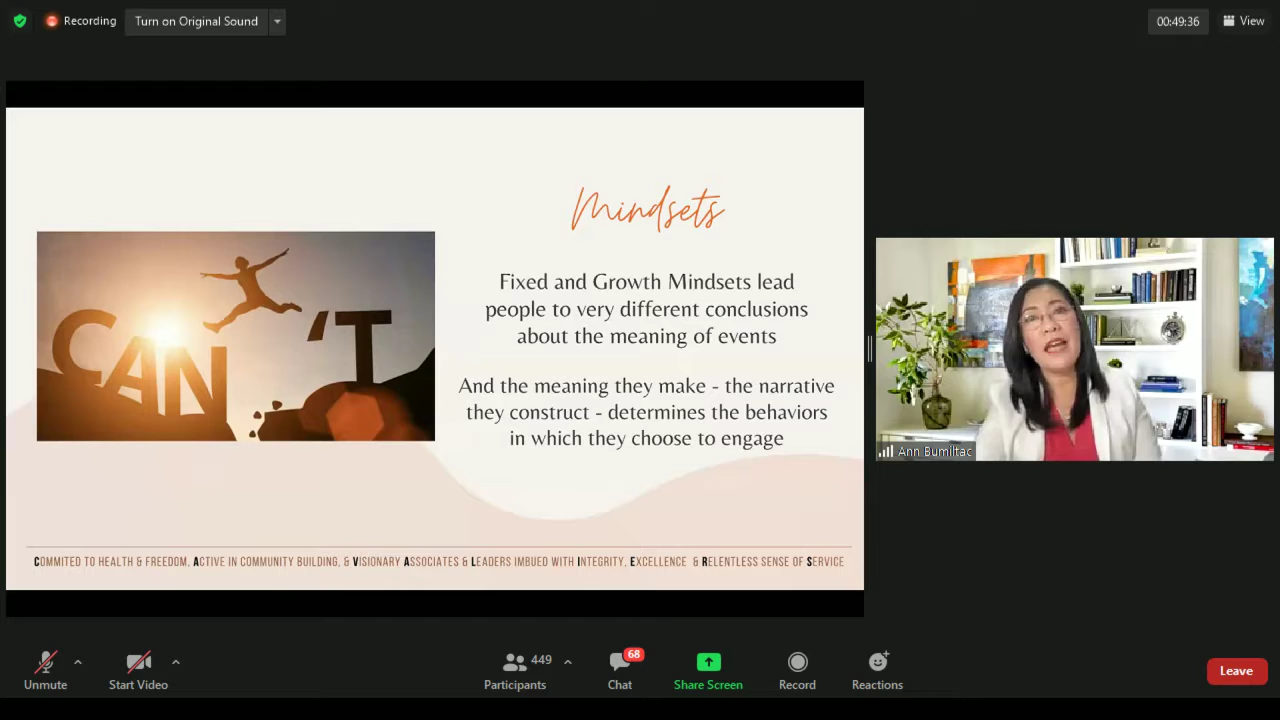 Recording
Turn on Original Sound
00:49:36
View
Mindsets
CAN 'T
Fixed and Growth Mindsets lead
people to very different conclusions
about the meaning of events
And the meaning they make - the narrative
they construct - determines the behaviors
in which they choose to engage
COMMITED TO HEALTH & FREEDOM, ACTIVE IN COMMUNITY BUILDING, & VISIONARY ASSOCIATES & LEADERS IMBUED WITH INTEGRITY, EXCELLENCE & RELENTLESS SENSE OF SERVICE
Ann Bumiltac
449
68
Unmute
Start Video
Participants
Chat
Share Screen
Record
Reactions
Leave